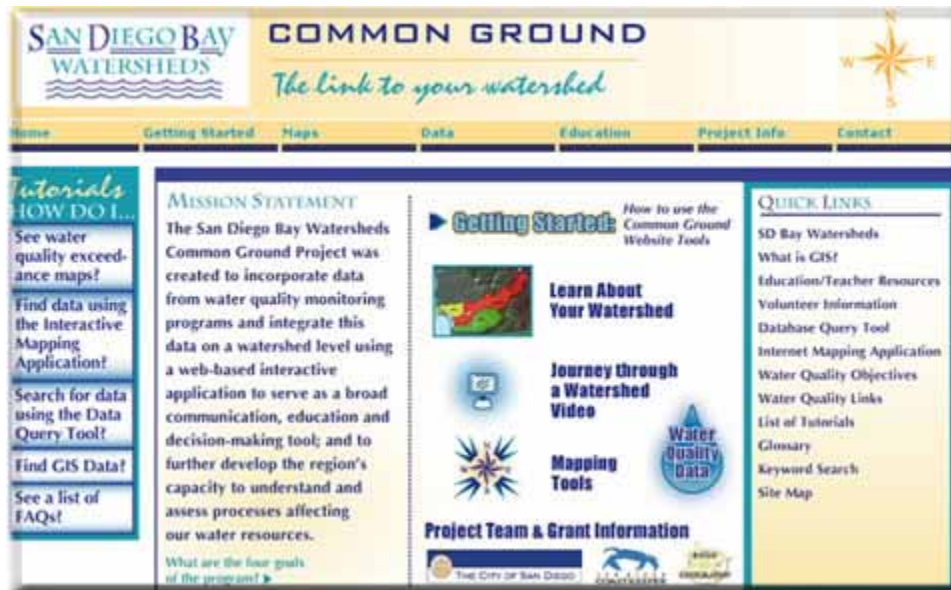 SAN DIEGO BAY
WATERSHEDS
COMMON GROUND
The link to your watershed
W E
S
Home Getting Started Maps Data Education Project Info Contact
Tutorials
HOW DO I...
See water
quality exceed-
ance maps?
Find data using
the Interactive
Mapping
Application?
Search for data
using the Data
Query Tool?
Find GIS Data?
See a list of
FAQs?
MISSION STATEMENT
The San Diego Bay Watersheds
Common Ground Project was
created to incorporate data
from water quality monitoring
programs and integrate this
data on a watershed level using
a web-based interactive
application to serve as a broad
communication, education and
decision-making tool; and to
further develop the region's
capacity to understand and
assess processes affecting
our water resources.
What are the four goals
of the program?
Getting Started:
How to use the
Common Ground
Website Tools
Learn About
Your Watershed
Journey through
a Watershed
Video
Mapping
Tools
Water
Quality
Data
Project Team & Grant Information
THE CITY OF SAN DIEGO
COASTKEEPER
QUICK LINKS
SD Bay Watersheds
What is GIS?
Education/Teacher Resources
Volunteer Information
Database Query Tool
Internet Mapping Application
Water Quality Objectives
Water Quality Links
List of Tutorials
Glossary
Keyword Search
Site Map